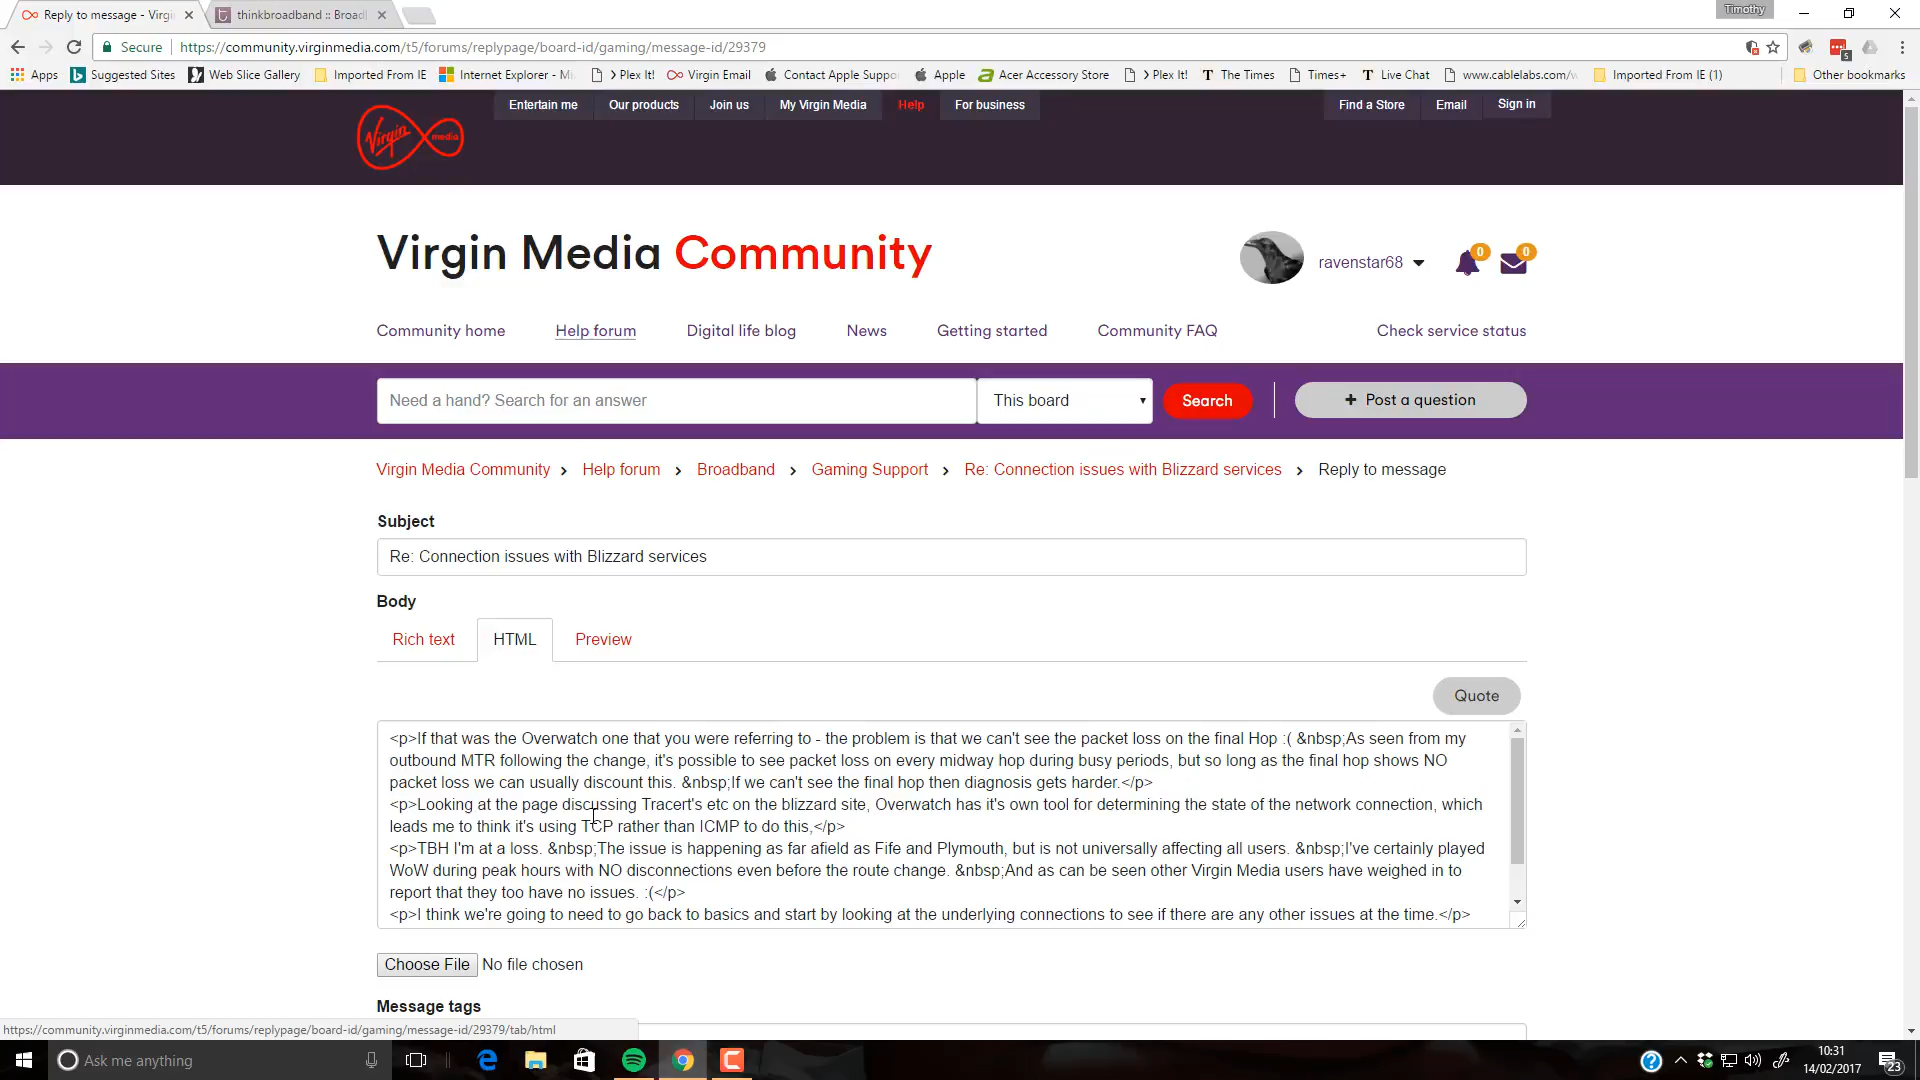 Reply to message - Virgi
thinkbroadband :: Broad
Timothy
Secure
https://community.virginmedia.com/t5/forums/replypage/board-id/gaming/message-id/29379
5
Apps
Suggested Sites
Web Slice Gallery
Imported From IE
Internet Explorer - Mi
> Plex It!
Virgin Email
Contact Apple Suppo
Apple
Acer Accessory Store
> Plex It!
The Times
Times+
Live Chat
www.cablelabs.com/
Imported From IE (1)
Other bookmarks
Virgin media
Entertain me
Our products
Join us
My Virgin Media
Help
For business
Find a Store
Email
Sign in
Virgin Media Community
ravenstar68
0
0
Community home
Help forum
Digital life blog
News
Getting started
Community FAQ
Check service status
Need a hand? Search for an answer
This board
Search
+ Post a question
Virgin Media Community > Help forum > Broadband > Gaming Support > Re: Connection issues with Blizzard services > Reply to message
Subject
Re: Connection issues with Blizzard services
Body
Rich text
HTML
Preview
Quote
<p>If that was the Overwatch one that you were referring to - the problem is that we can't see the packet loss on the final Hop :( &nbsp;As seen from my
outbound MTR following the change, it's possible to see packet loss on every midway hop during busy periods, but so long as the final hop shows NO
packet loss we can usually discount this. &nbsp;If we can't see the final hop then diagnosis gets harder.</p>
<p>Looking at the page discussing Tracert's etc on the blizzard site, Overwatch has it's own tool for determining the state of the network connection, which
leads me to think it's using TCP rather than ICMP to do this,</p>
<p>TBH I'm at a loss. &nbsp;The issue is happening as far afield as Fife and Plymouth, but is not universally affecting all users. &nbsp;I've certainly played
WoW during peak hours with NO disconnections even before the route change. &nbsp;And as can be seen other Virgin Media users have weighed in to
report that they too have no issues. :(</p>
<p>I think we're going to need to go back to basics and start by looking at the underlying connections to see if there are any other issues at the time.</p>
Choose File No file chosen
Message tags
https://community.virginmedia.com/t5/forums/replypage/board-id/gaming/message-id/29379/tab/html
Ask me anything
10:31
14/02/2017
23